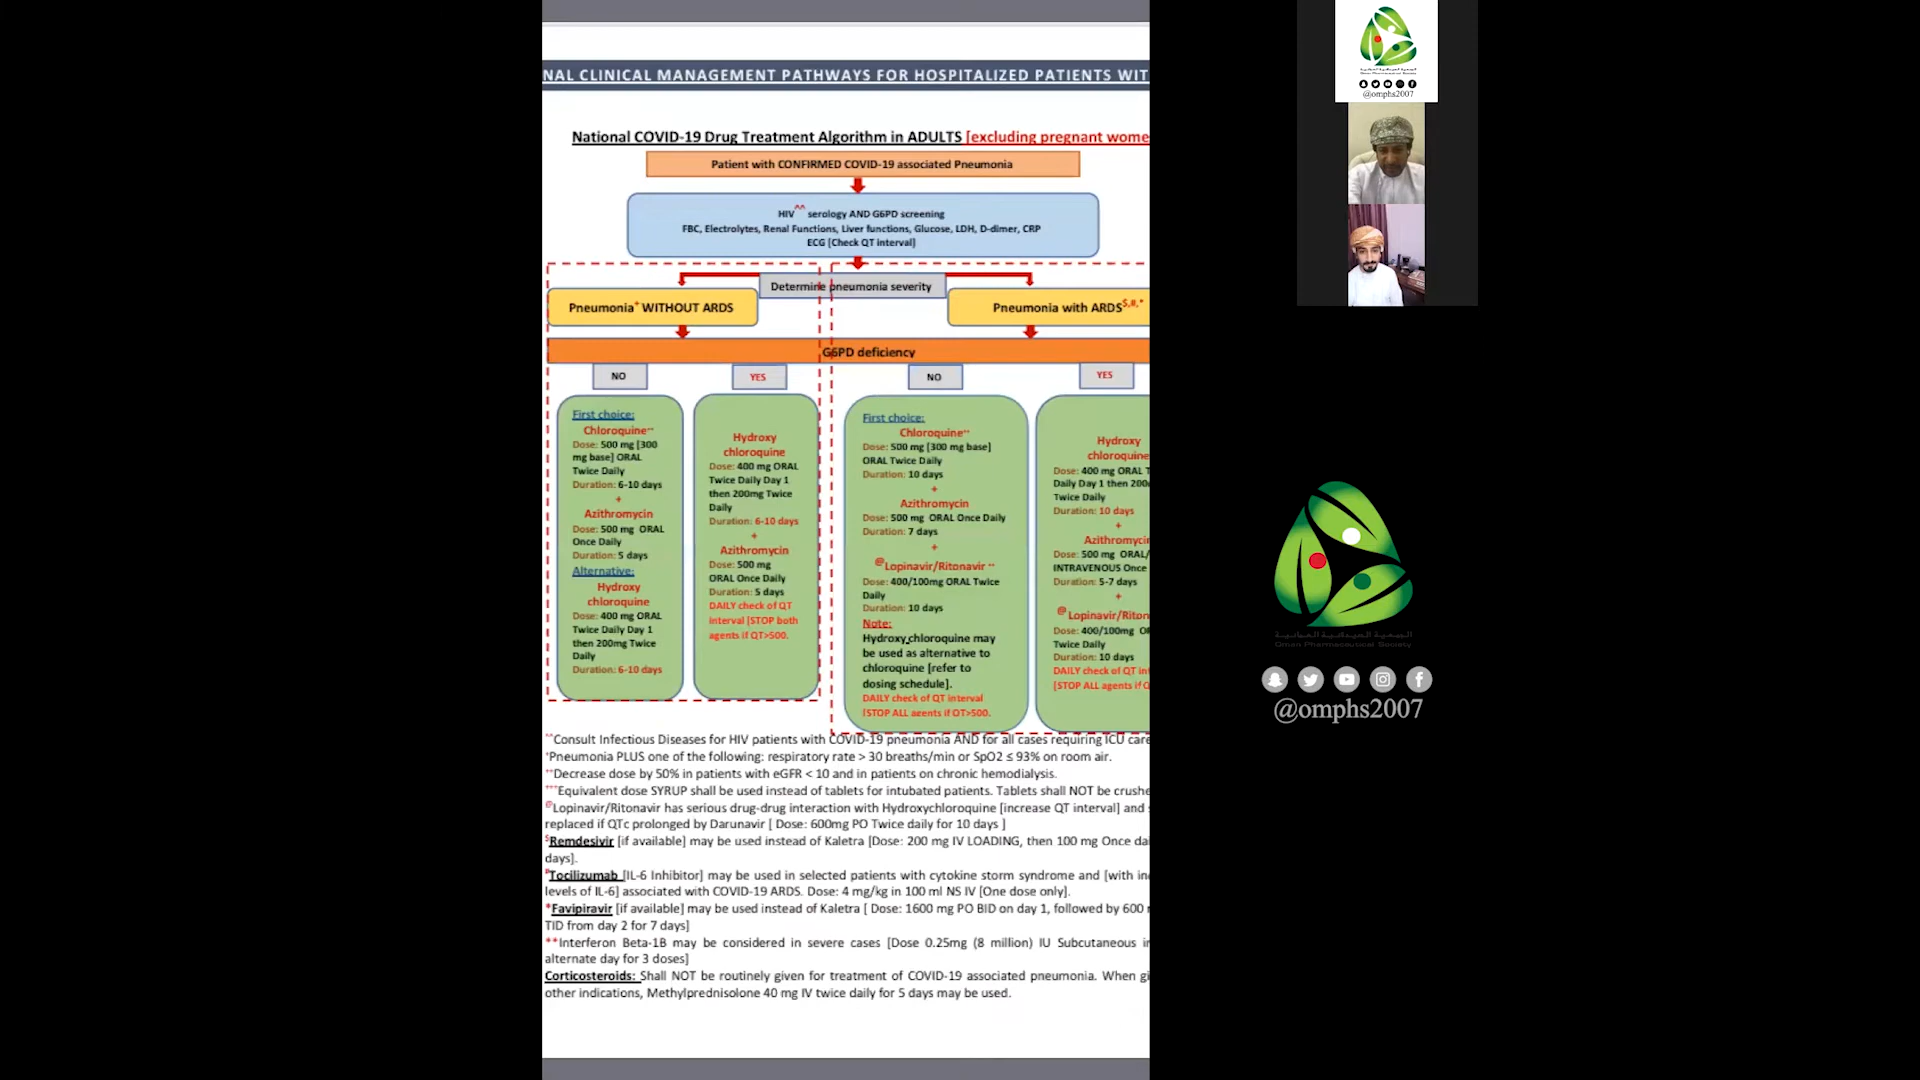 NAL CLINICAL MANAGEMENT PATHWAYS FOR HOSPITALIZED PATIENTS WIT
National COVID-19 Drug Treatment Algorithm in ADULTS [excluding pregnant wome
Patient with CONFIRMED COVID-19 associated Pneumonia
HIV^^ serology AND G6PD screening
FBC, Electrolytes, Renal Functions, Liver functions, Glucose, LDH, D-dimer, CRP
ECG [Check QT interval]
Determine pneumonia severity
Pneumonia+ WITHOUT ARDS
Pneumonia with ARDS$,#,*
G6PD deficiency
NO
YES
NO
YES
First choice:
Chloroquine++
Dose: 500 mg [300
mg base] ORAL
Twice Daily
Duration: 6-10 days
+
Azithromycin
Dose: 500 mg ORAL
Once Daily
Duration: 5 days
Alternative:
Hydroxy
chloroquine
Dose: 400 mg ORAL
Twice Daily Day 1
then 200mg Twice
Daily
Duration: 6-10 days
Hydroxy
chloroquine
Dose: 400 mg ORAL
Twice Daily Day 1
then 200mg Twice
Daily
Duration: 6-10 days
+
Azithromycin
Dose: 500 mg
ORAL Once Daily
Duration: 5 days
DAILY check of QT
interval [STOP both
agents if QT>500.
First choice:
Chloroquine++
Dose: 500 mg [300 mg base]
ORAL Twice Daily
Duration: 10 days
+
Azithromycin
Dose: 500 mg ORAL Once Daily
Duration: 7 days
+
@Lopinavir/Ritonavir
Dose: 400/100mg ORAL Twice
Daily
Duration: 10 days
Note:
Hydroxy chloroquine may
be used as alternative to
chloroquine [refer to
dosing schedule].
DAILY check of QT interval
[STOP ALL agents if QT>500.
Hydroxy
chloroquine
Dose: 400 mg ORAL T
Daily Day 1 then 200
Twice Daily
Duration: 10 days
+
Azithromycin
Dose: 500 mg ORAL/
INTRAVENOUS Once
Duration: 5-7 days
+
@Lopinavir/Riton
Dose: 400/100mg OR
Twice Daily
Duration: 10 days
DAILY check of QT int
[STOP ALL agents if Q
^^Consult Infectious Diseases for HIV patients with COVID-19 pneumonia AND for all cases requiring ICU care
+Pneumonia PLUS one of the following: respiratory rate > 30 breaths/min or SpO2 ≤ 93% on room air.
++Decrease dose by 50% in patients with eGFR < 10 and in patients on chronic hemodialysis.
+++Equivalent dose SYRUP shall be used instead of tablets for intubated patients. Tablets shall NOT be crushe
@Lopinavir/Ritonavir has serious drug-drug interaction with Hydroxychloroquine [increase QT interval] and
replaced if QTc prolonged by Darunavir [ Dose: 600mg PO Twice daily for 10 days ]
$Remdesivir [if available] may be used instead of Kaletra [Dose: 200 mg IV LOADING, then 100 mg Once dai
days].
#Tocilizumab [IL-6 Inhibitor] may be used in selected patients with cytokine storm syndrome and [with in
levels of IL-6] associated with COVID-19 ARDS. Dose: 4 mg/kg in 100 ml NS IV [One dose only].
*Favipiravir [if available] may be used instead of Kaletra [ Dose: 1600 mg PO BID on day 1, followed by 600
TID from day 2 for 7 days]
**Interferon Beta-1B may be considered in severe cases [Dose 0.25mg (8 million) IU Subcutaneous i
alternate day for 3 doses]
Corticosteroids: Shall NOT be routinely given for treatment of COVID-19 associated pneumonia. When gi
other indications, Methylprednisolone 40 mg IV twice daily for 5 days may be used.
@omphs2007
الجمعية الصيدلانية العمانية
Oman Pharmaceutical Society
@omphs2007